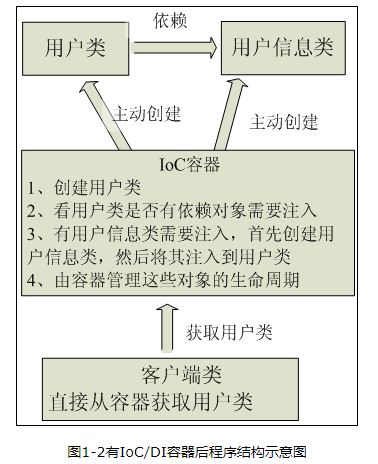 依赖
用户类
用户信息类
主动创建
主动创建
IoC容器
1、创建用户类
2、看用户类是否有依赖对象需要注入
3、有用户信息类需要注入，首先创建用
户信息类，然后将其注入到用户类
4、由容器管理这些对象的生命周期
获取用户类
客户端类
直接从容器获取用户类
图1-2有IoC/DI容器后程序结构示意图